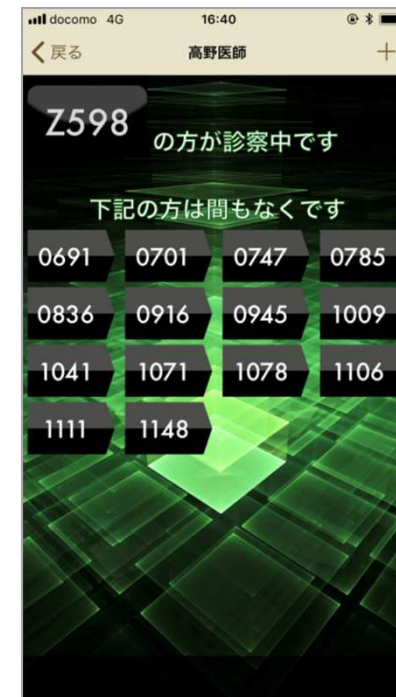 docomo 4G 16:40
戻る 高野医師 +
Z598 の方が診察中です
下記の方は間もなくです
0691 0701 0747 0785
0836 0916 0945 1009
1041 1071 1078 1106
1111 1148